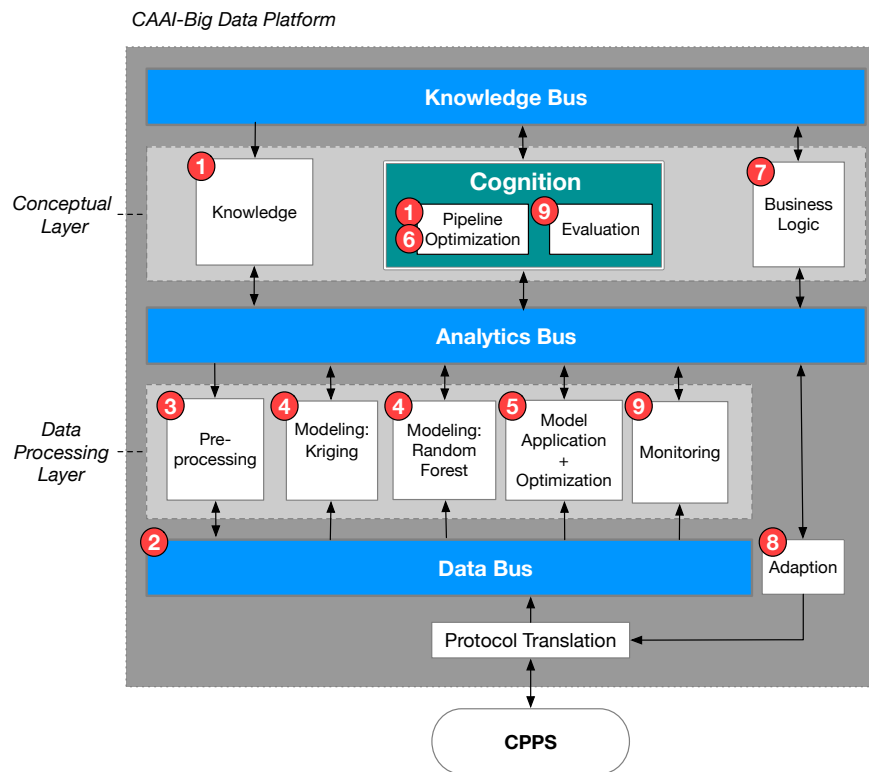 CAAI-Big Data Platform
Knowledge Bus
Conceptual
Layer
1
Knowledge
Cognition
1
6
Pipeline
Optimization
9
Evaluation
7
Business
Logic
Analytics Bus
Data
Processing
Layer
3
Pre-
processing
4
Modeling:
Kriging
4
Modeling:
Random
Forest
5
Model
Application
+
Optimization
9
Monitoring
2
Data Bus
8
Adaption
Protocol Translation
CPPS